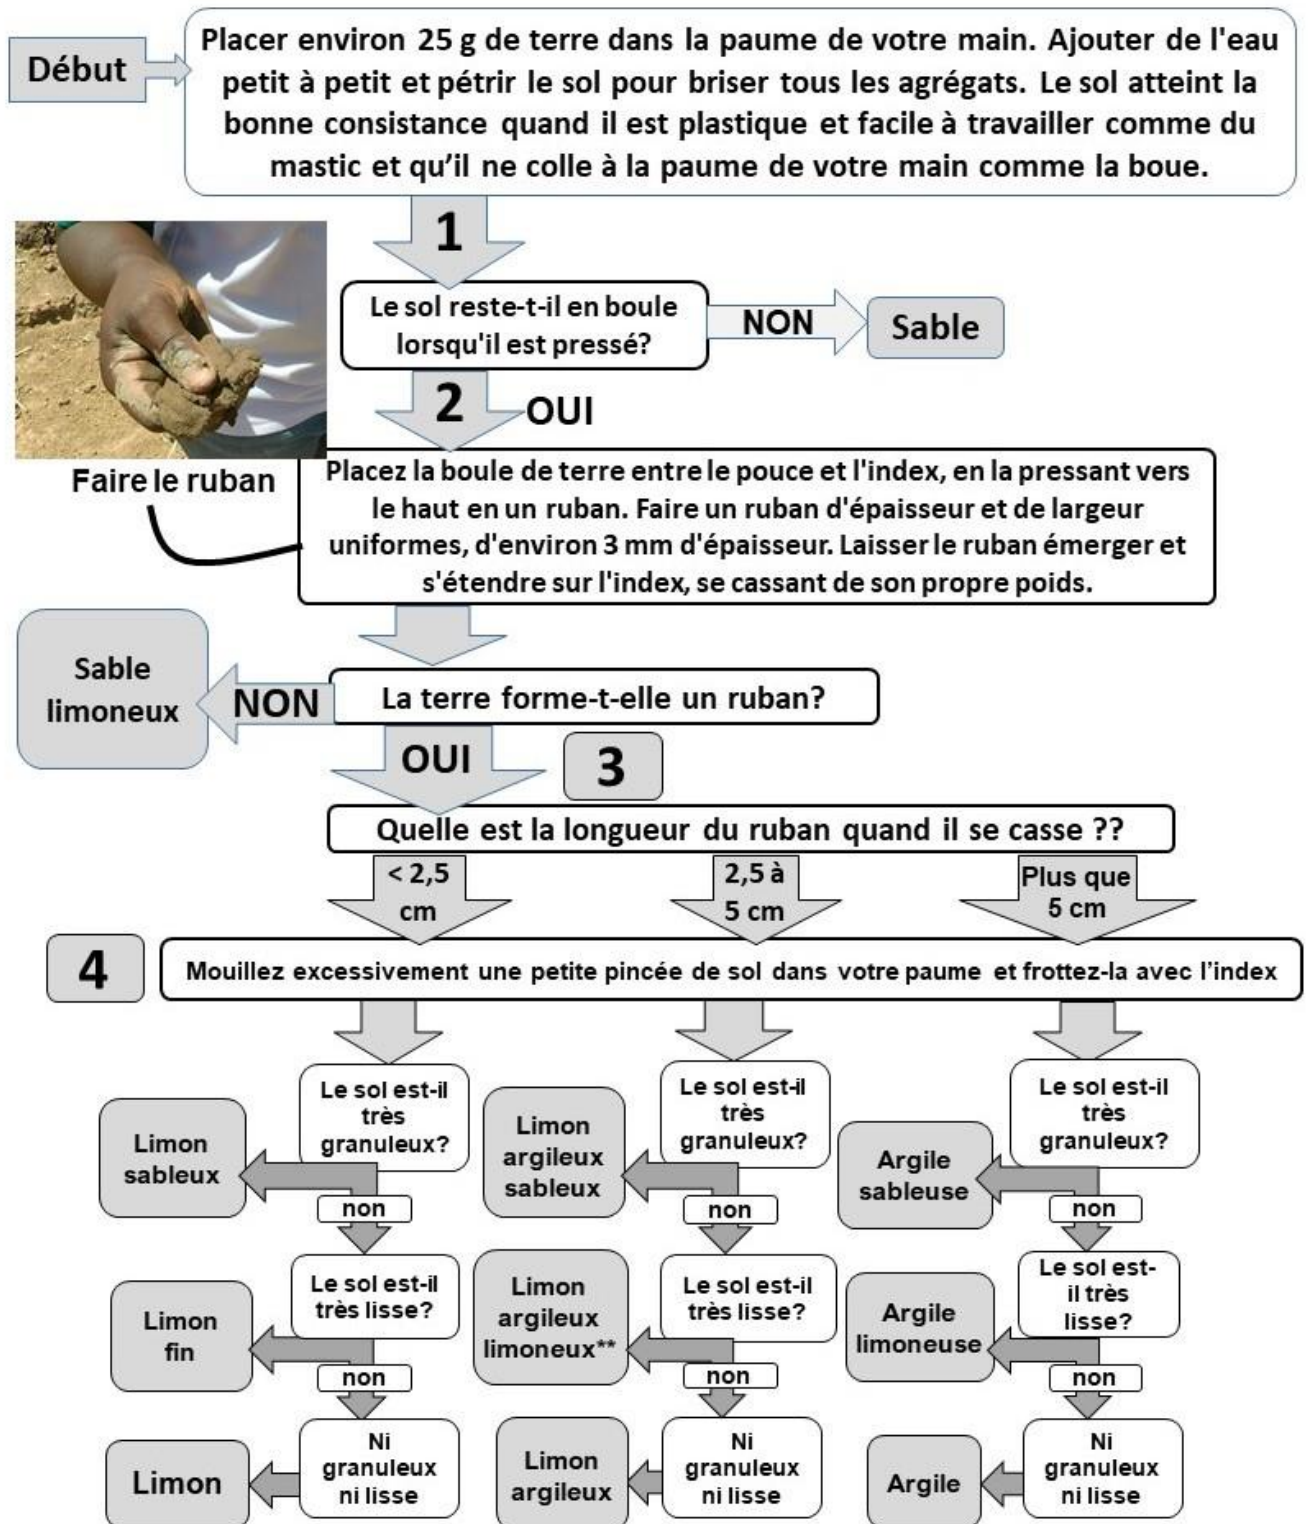 Début
Placer environ 25 g de terre dans la paume de votre main. Ajouter de l'eau
petit à petit et pétrir le sol pour briser tous les agrégats. Le sol atteint la
bonne consistance quand il est plastique et facile à travailler comme du
mastic et qu'il ne colle à la paume de votre main comme la boue.
1
Le sol reste-t-il en boule
lorsqu'il est pressé?
NON
Sable
2
OUI
Faire le ruban
Placez la boule de terre entre le pouce et l'index, en la pressant vers
le haut en un ruban. Faire un ruban d'épaisseur et de largeur
uniformes, d'environ 3 mm d'épaisseur. Laisser le ruban émerger et
s'étendre sur l'index, se cassant de son propre poids.
La terre forme-t-elle un ruban?
NON
Sable
limoneux
OUI
3
Quelle est la longueur du ruban quand il se casse ??
< 2,5
cm
2,5 à
5 cm
Plus que
5 cm
4
Mouillez excessivement une petite pincée de sol dans votre paume et frottez-la avec l'index
Le sol est-il
très
granuleux?
Limon
sableux
non
Le sol est-il
très lisse?
Limon
fin
non
Ni
granuleux
ni lisse
Limon
Le sol est-il
très
granuleux?
Limon
argileux
sableux
non
Le sol est-il
très lisse?
Limon
argileux
limoneux**
non
Ni
granuleux
ni lisse
Limon
argileux
Le sol est-il
très
granuleux?
Argile
sableuse
non
Le sol est-
il très
lisse?
Argile
limoneuse
non
Ni
granuleux
ni lisse
Argile